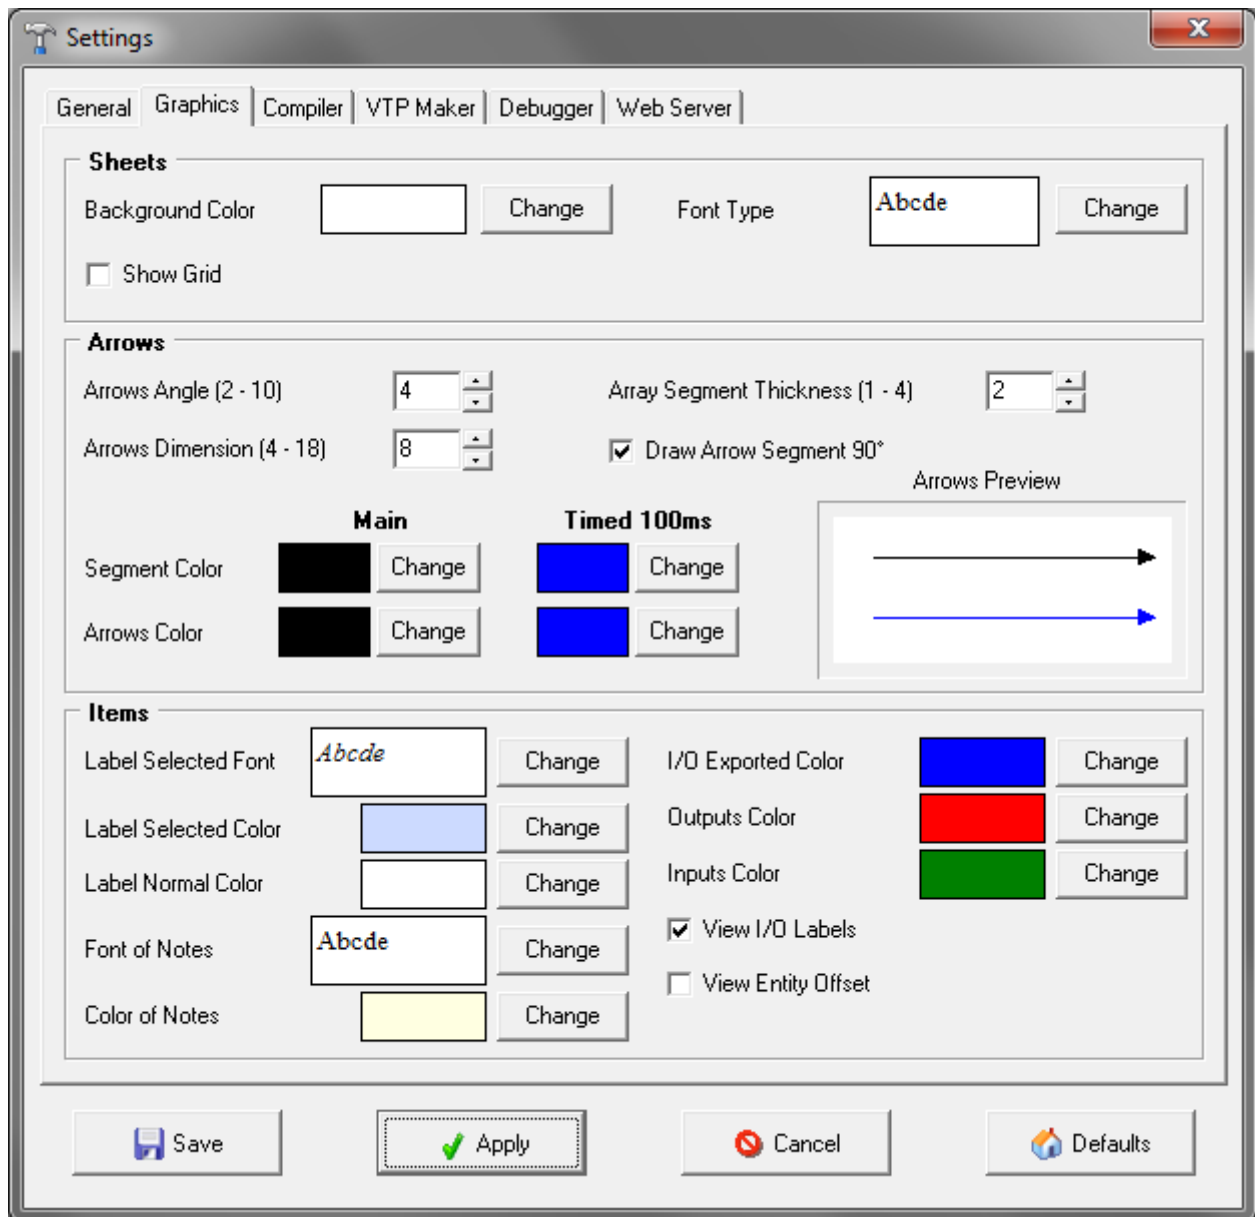 Settings
General Graphics Compiler VTP Maker Debugger Web Server
Sheets
Background Color Change Font Type Abcde Change
Show Grid
Arrows
Arrows Angle (2 - 10) 4 Array Segment Thickness (1 - 4) 2
Arrows Dimension (4 - 18) 8 Draw Arrow Segment 90°
Arrows Preview
Main Timed 100ms
Segment Color Change Change
Arrows Color Change Change
Items
Label Selected Font Abcde Change I/O Exported Color Change
Label Selected Color Change Outputs Color Change
Label Normal Color Change Inputs Color Change
Font of Notes Abcde Change View I/O Labels
View Entity Offset
Color of Notes Change
Save Apply Cancel Defaults